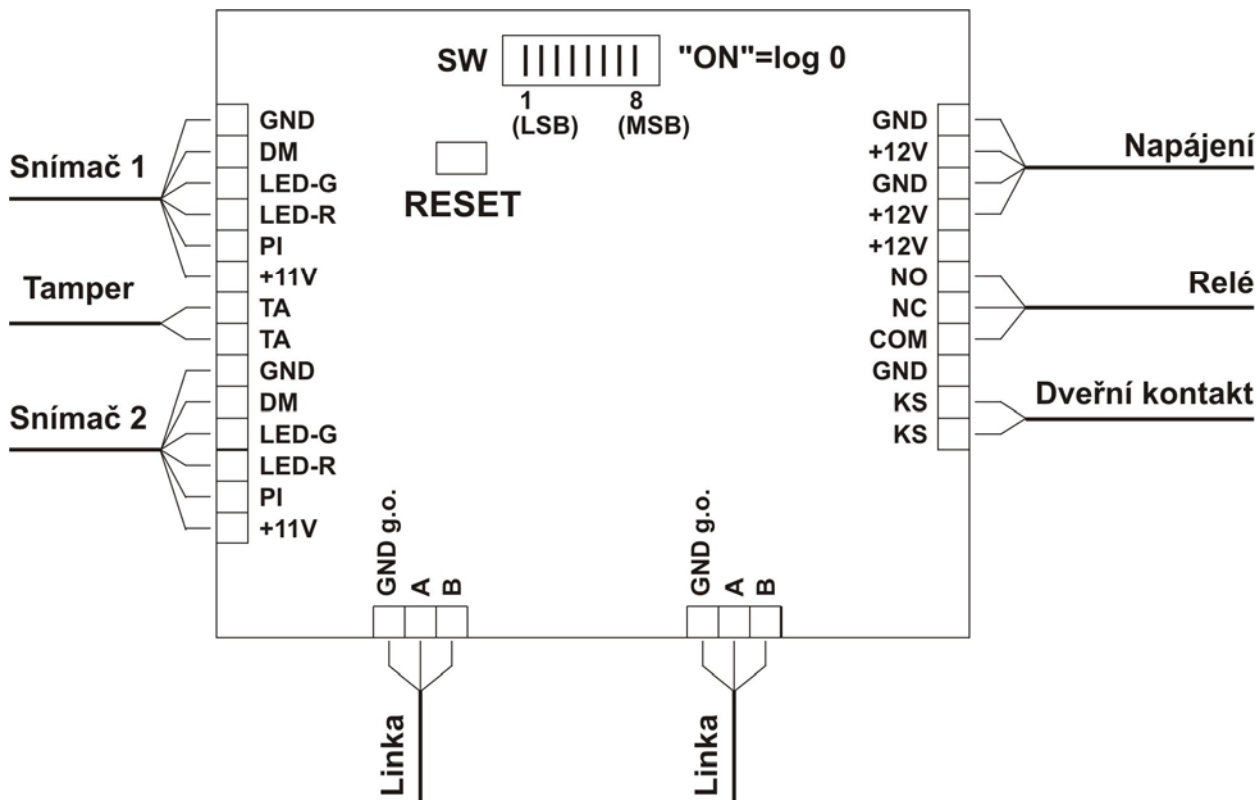 SW
"ON"=log 0
1
8
(LSB)
(MSB)
RESET
Snímač 1
GND
DM
LED-G
LED-R
PI
+11V
Tamper
TA
TA
Snímač 2
GND
DM
LED-G
LED-R
PI
+11V
GND
+12V
GND
+12V
+12V
NO
NC
COM
GND
KS
KS
Napájení
Relé
Dveřní kontakt
GND g.o.
A
B
Linka
GND g.o.
A
B
Linka